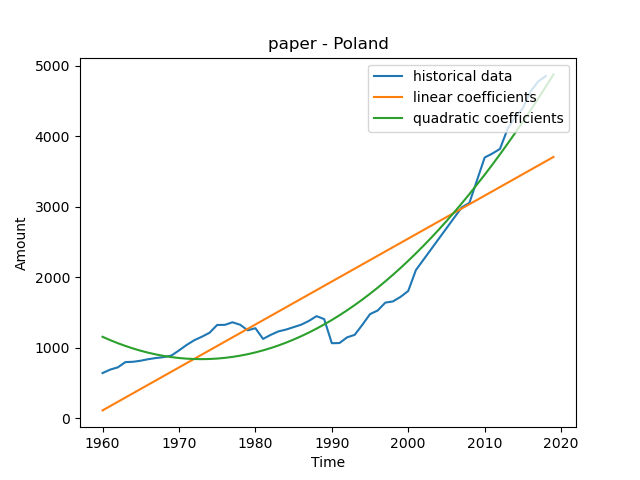 paper - Poland
historical data
linear coefficients
quadratic coefficients
5000
4000
3000
2000
1000
0
Amount
1960 1970 1980 1990 2000 2010 2020
Time